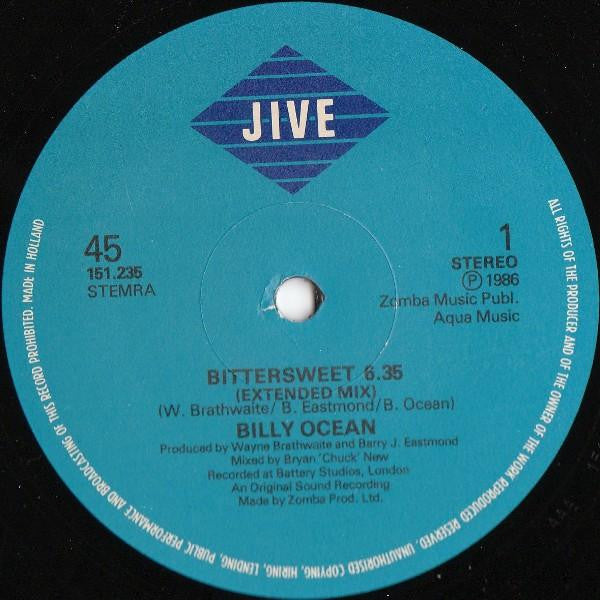 JIVE
45
151.235
STEMRA
1
STEREO
Ⓟ 1986
Zomba Music Publ.
Aqua Music
BITTERSWEET 6.35
(EXTENDED MIX)
(W. Brathwaite/ B. Eastmond/B. Ocean)
BILLY OCEAN
Produced by Wayne Brathwaite and Barry J. Eastmond
Mixed by Bryan 'Chuck' New
Recorded at Battery Studios, London
An Original Sound Recording
Made by Zomba Prod. Ltd.
ALL RIGHTS OF THE PRODUCER AND OF THE OWNER OF THE WORK REPRODUCED RESERVED. UNAUTHORISED COPYING, HIRING, LENDING, PUBLIC PERFORMANCE AND BROADCASTING OF THIS RECORD PROHIBITED. MADE IN HOLLAND